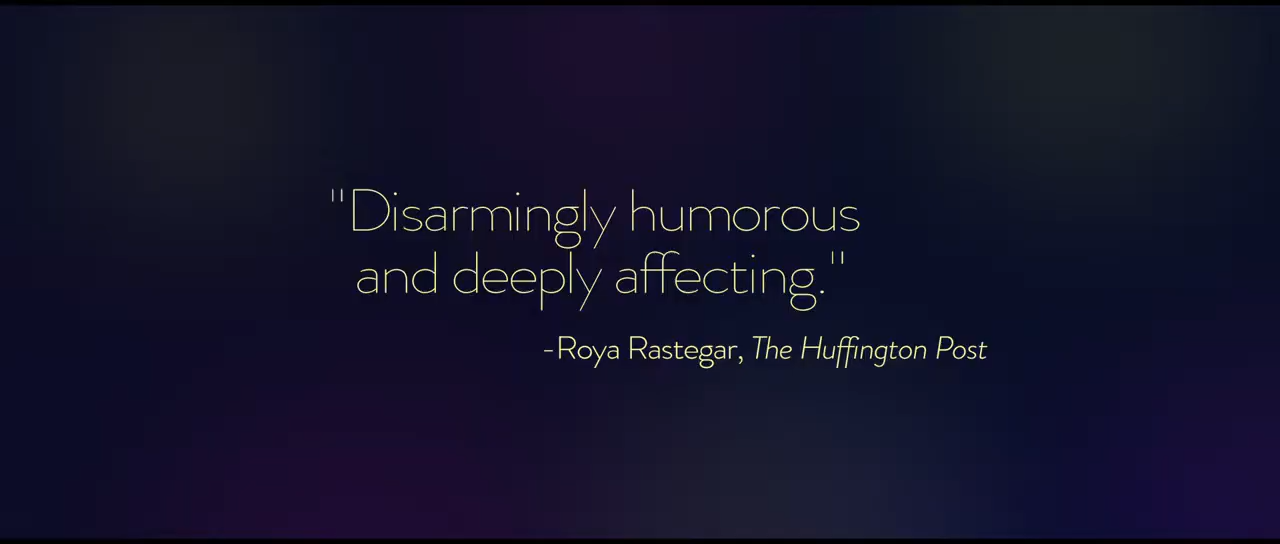 "Disarmingly humorous
and deeply affecting."
-Roya Rastegar, The Huffington Post